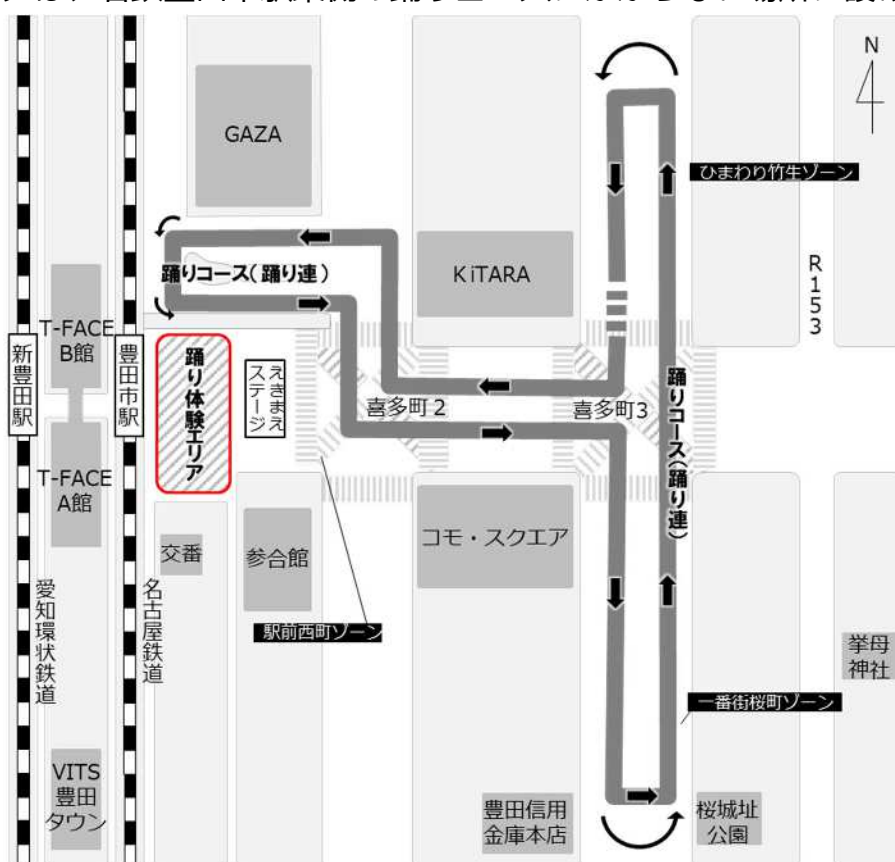 N
GAZA
ひまわり竹生ゾーン
踊りコース(踊り連)
KiTARA
R153
T-FACE
B館
新豊田駅
豊田市駅
踊り体験エリア
えきまえ
ステージ
喜多町2
喜多町3
踊りコース(踊り連)
T-FACE
A館
交番
参合館
コモ・スクエア
愛知環状鉄道
名古屋鉄道
駅前西町ゾーン
挙母
神社
一番街桜町ゾーン
VITS
豊田
タウン
豊田信用
金庫本店
桜城址
公園